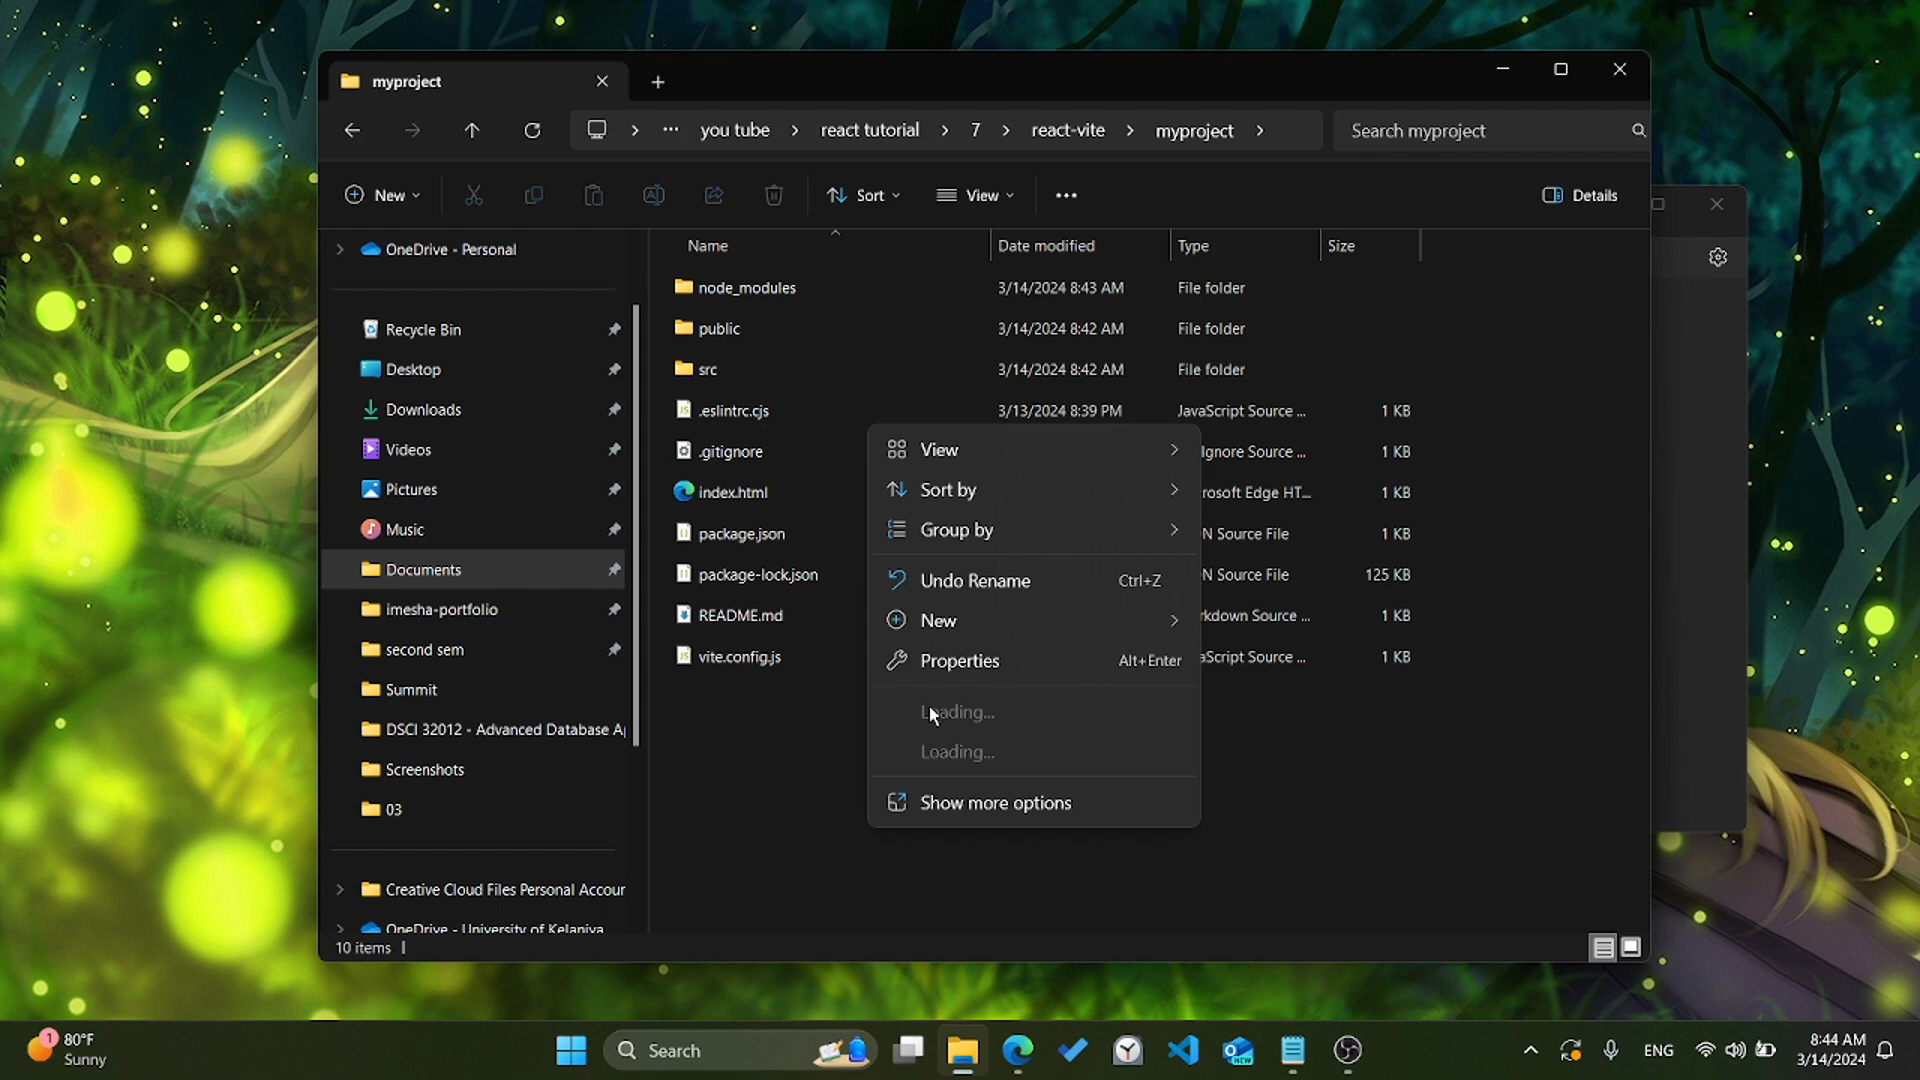 myproject
you tube
react tutorial
7
react-vite
myproject
Search myproject
New
Sort
View
Details
OneDrive - Personal
Recycle Bin
Desktop
Downloads
Videos
Pictures
Music
Documents
imesha-portfolio
second sem
Summit
DSCI 32012 - Advanced Database A
Screenshots
03
Creative Cloud Files Personal Accour
OneDrive - University of Kelaniya
Name Date modified Type Size
node_modules 3/14/2024 8:43 AM File folder
public 3/14/2024 8:42 AM File folder
src 3/14/2024 8:42 AM File folder
.eslintrc.cjs 3/13/2024 8:39 PM JavaScript Source ... 1 KB
.gitignore Ignore Source ... 1 KB
index.html rosoft Edge HT... 1 KB
package.json N Source File 1 KB
package-lock.json N Source File 125 KB
README.md kdown Source ... 1 KB
vite.config.js aScript Source ... 1 KB
View
Sort by
Group by
Undo Rename Ctrl+Z
New
Properties Alt+Enter
Loading...
Loading...
Show more options
10 items
1
80°F
Sunny
Search
NEW
ENG
8:44 AM
3/14/2024